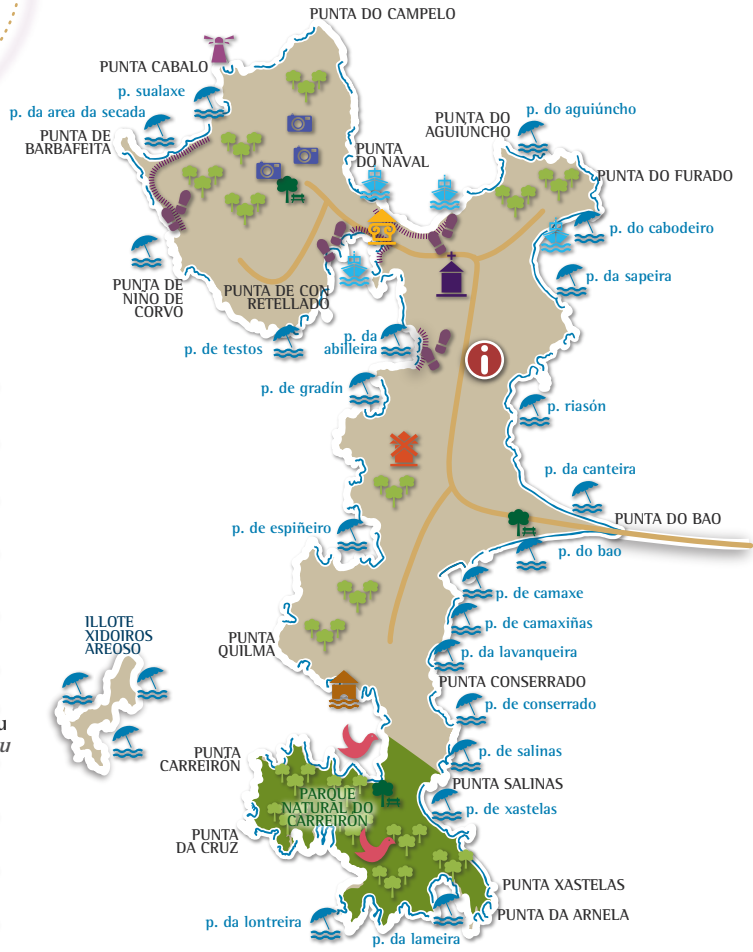 PUNTA DO CAMPELO
PUNTA CABALO
p. sualaxe
p. da area da secada
PUNTA DE
BARBAFEITA
PUNTA
DO NAVAL
PUNTA DO
AGUIUNCHO
p. do aguiúncho
PUNTA DO FURADO
p. do cabodeiro
p. da sapeira
PUNTA DE
NIÑO DE
CORVO
PUNTA DE CON
RETELLADO
p. de testos
p. da
abilleira
i
p. de gradín
p. riasón
p. da canteira
PUNTA DO BAO
p. de espiñeiro
p. do bao
p. de camaxe
p. de camaxiñas
p. da lavanqueira
ILLOTE
XIDOIROS
AREOSO
PUNTA
QUILMA
PUNTA CONSERRADO
p. de conserrado
u
u
p. de salinas
PUNTA
CARREIRÓN
PUNTA SALINAS
p. de xastelas
PARQUE
NATURAL DO
CARREIRÓN
PUNTA
DA CRUZ
PUNTA XASTELAS
PUNTA DA ARNELA
p. da lontreira
p. da lameira